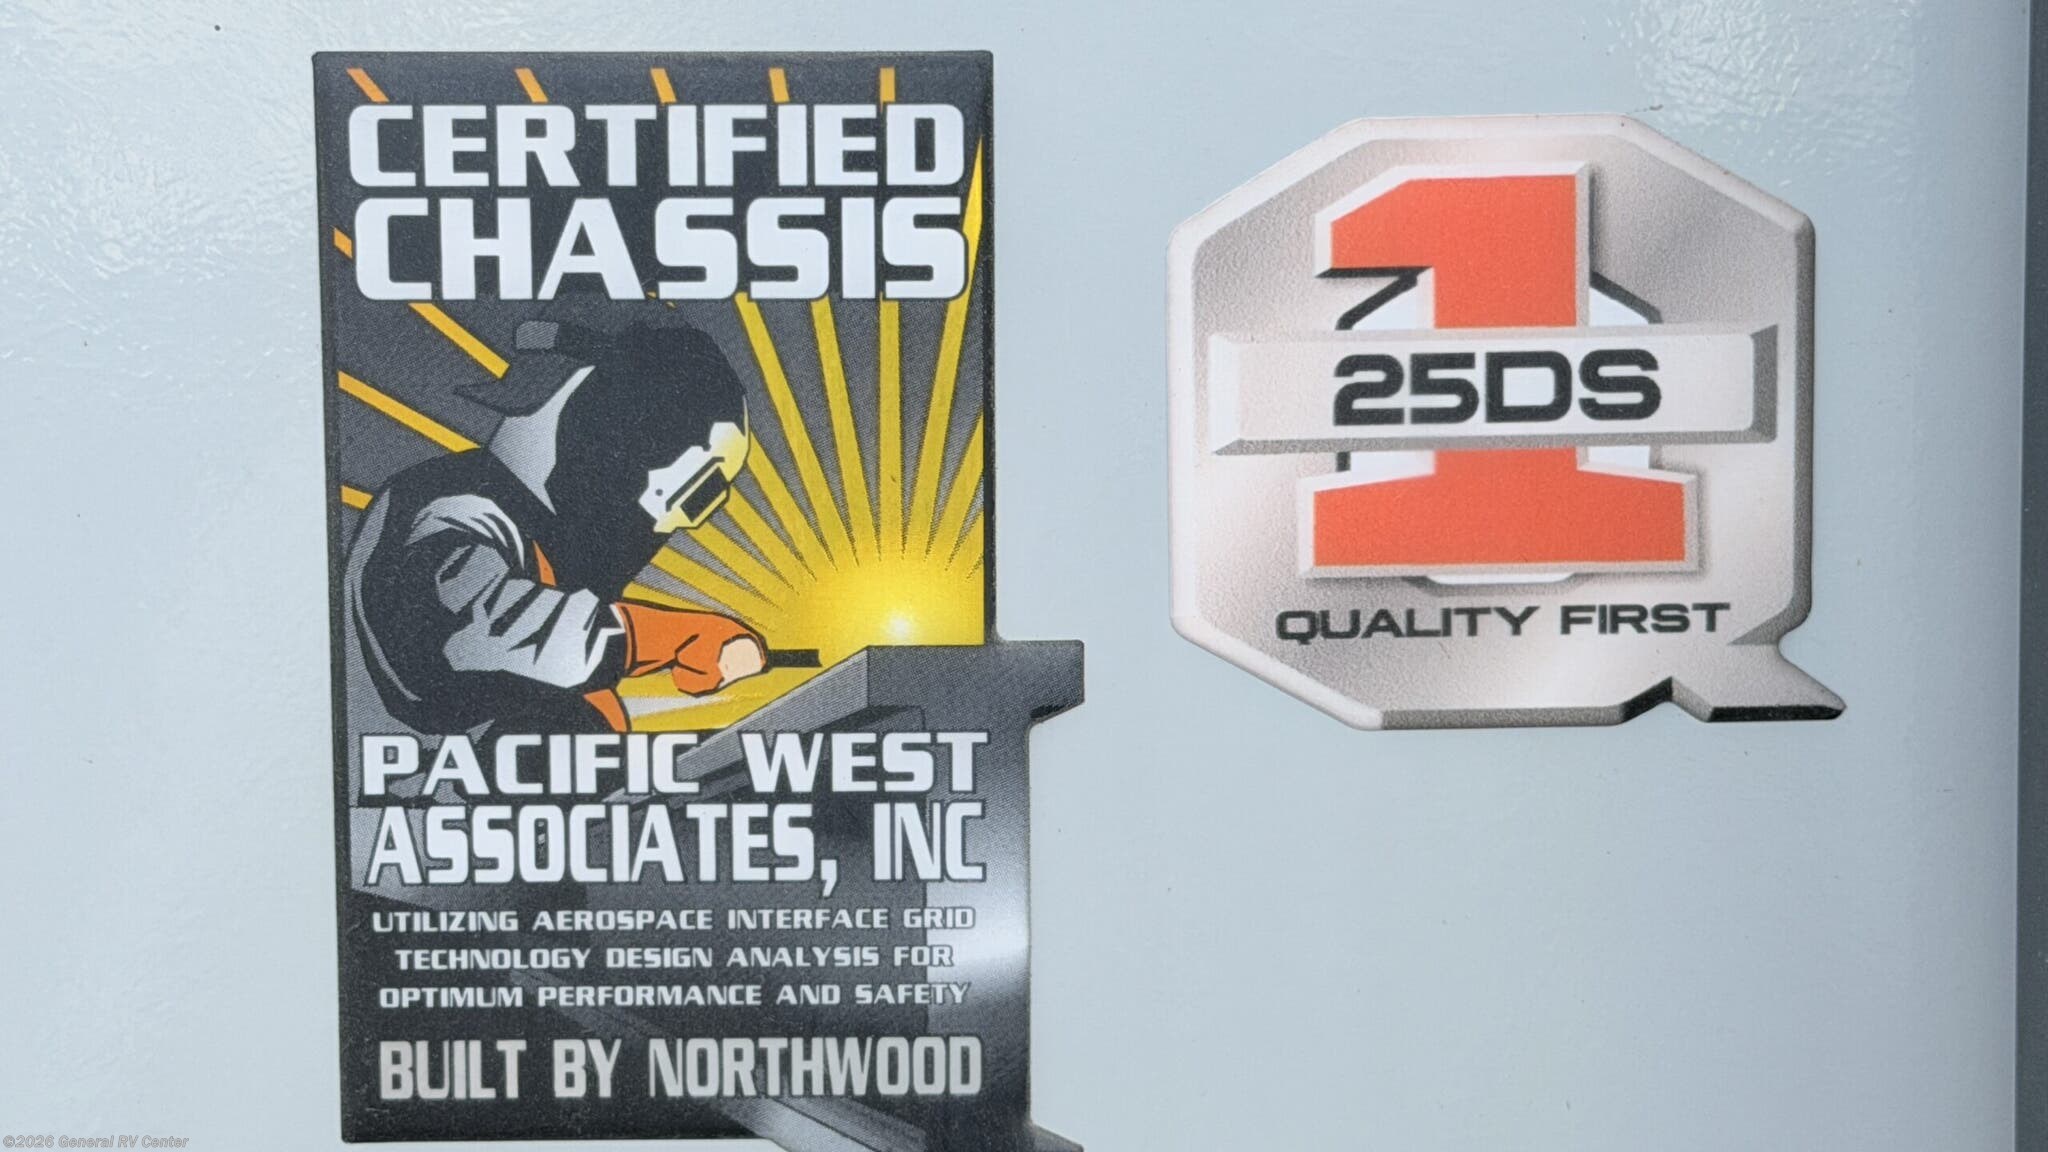 CERTIFIED
CHASSIS
PACIFIC WEST
ASSOCIATES, INC
UTILIZING AEROSPACE INTERFACE GRID
TECHNOLOGY DESIGN ANALYSIS FOR
OPTIMUM PERFORMANCE AND SAFETY
BUILT BY NORTHWOOD
1
25DS
QUALITY FIRST
©2026 General RV Center